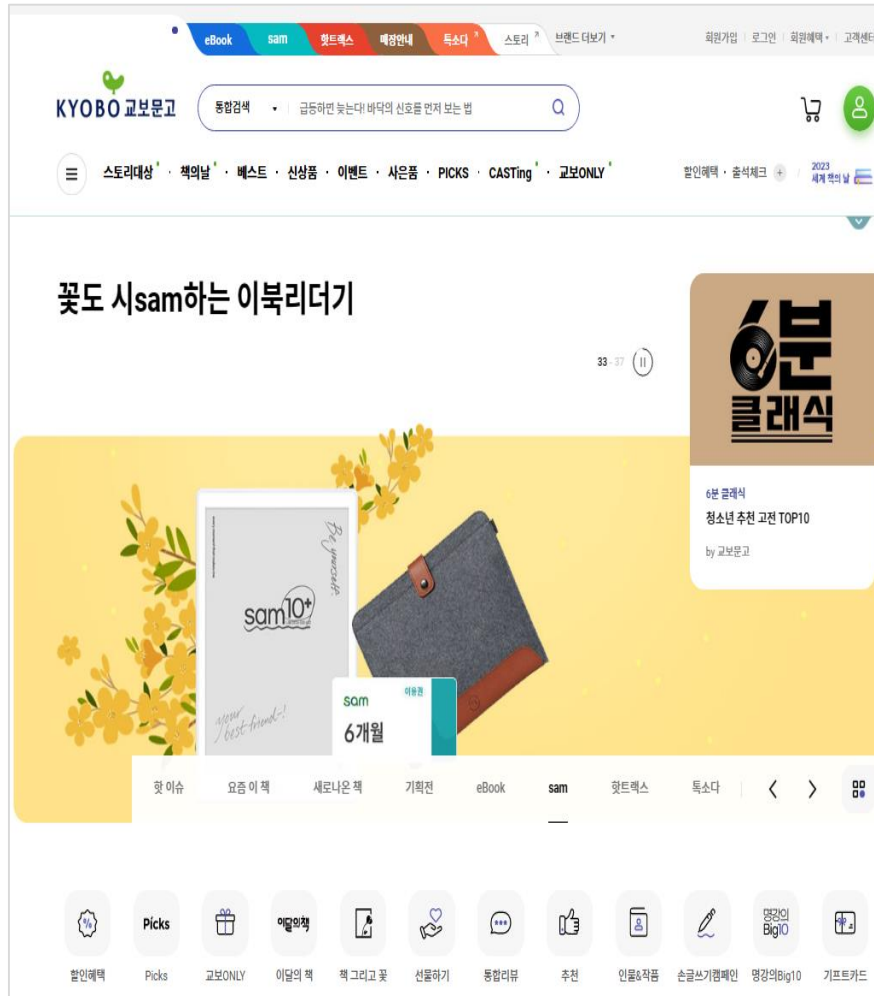 eBook sam 핫트랙스 매장안내 톡소다 스토리 브랜드 더보기 회원가입 로그인 회원혜택 고객센터
KYOBO 교보문고 통합검색 급등하면 늦는다! 바닥의 신호를 먼저 보는 법
스토리대상 · 책의날 · 베스트 · 신상품 · 이벤트 · 사은품 · PICKS · CASTing · 교보ONLY 할인혜택 · 출석체크 + 2023
세계 책의 날
꽃도 시sam하는 이북리더기
33 - 37
6분
클래식
6분 클래식
청소년 추천 고전 TOP10
by 교보문고
Be yourself.
sam10+
your
best friend-!
sam 이용권
6개월
핫 이슈 요즘 이 책 새로나온 책 기획전 eBook sam 핫트랙스 톡소다
% Picks 이달의책 명강의
Big10
할인혜택 Picks 교보ONLY 이달의 책 책 그리고 꽃 선물하기 통합리뷰 추천 인물&작품 손글쓰기캠페인 명강의Big10 기프트카드